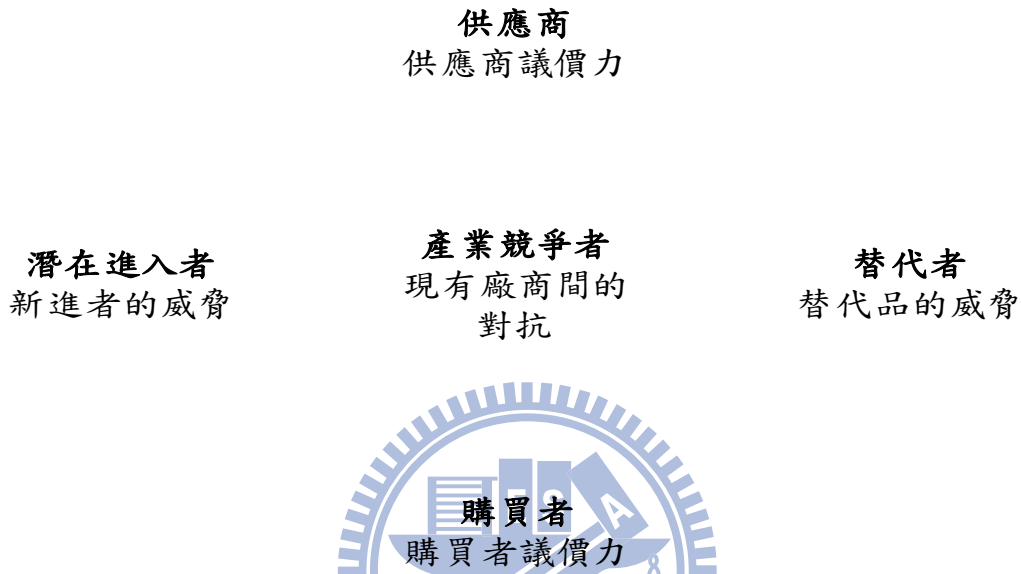 供應商
供應商議價力
潛在進入者
新進者的威脅
產業競爭者
現有廠商間的
對抗
替代者
替代品的威脅
E S A
購買者
購買者議價力
8